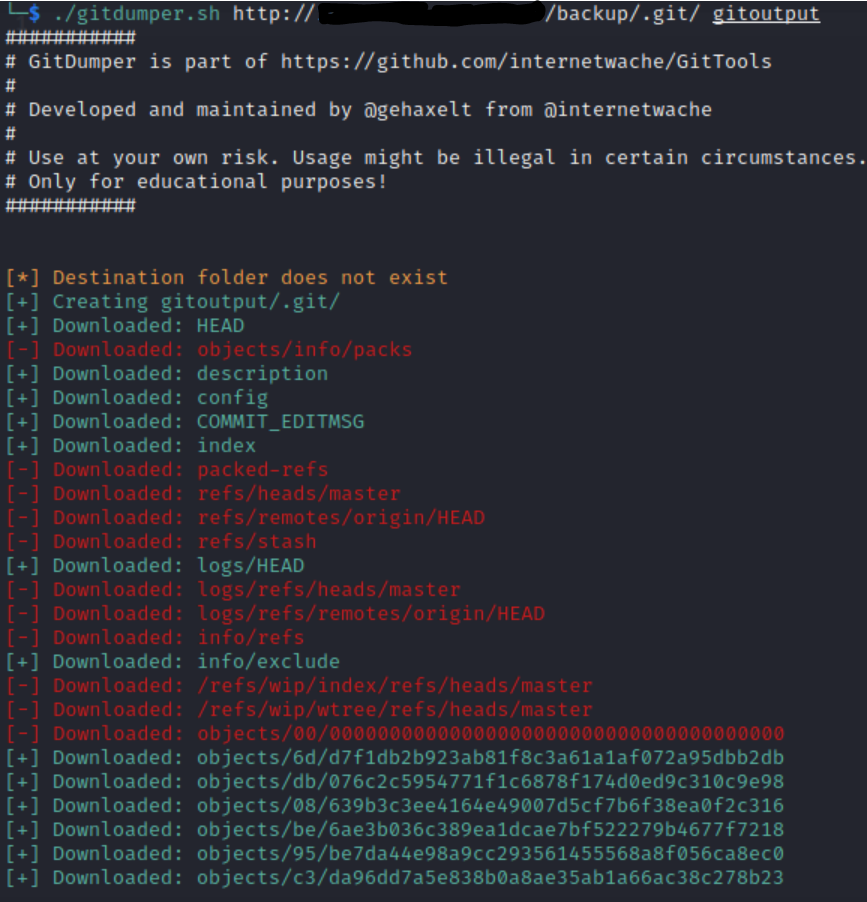 └─$ ./gitdumper.sh http:// /backup/.git/ gitoutput
###########
# GitDumper is part of https://github.com/internetwache/GitTools
#
# Developed and maintained by @gehaxelt from @internetwache
#
# Use at your own risk. Usage might be illegal in certain circumstances.
# Only for educational purposes!
###########
[*] Destination folder does not exist
[+] Creating gitoutput/.git/
[+] Downloaded: HEAD
[-] Downloaded: objects/info/packs
[+] Downloaded: description
[+] Downloaded: config
[+] Downloaded: COMMIT_EDITMSG
[+] Downloaded: index
[-] Downloaded: packed-refs
[-] Downloaded: refs/heads/master
[-] Downloaded: refs/remotes/origin/HEAD
[-] Downloaded: refs/stash
[+] Downloaded: logs/HEAD
[-] Downloaded: logs/refs/heads/master
[-] Downloaded: logs/refs/remotes/origin/HEAD
[-] Downloaded: info/refs
[+] Downloaded: info/exclude
[-] Downloaded: /refs/wip/index/refs/heads/master
[-] Downloaded: /refs/wip/wtree/refs/heads/master
[-] Downloaded: objects/00/00000000000000000000000000000000000000
[+] Downloaded: objects/6d/d7f1db2b923ab81f8c3a61a1af072a95dbb2db
[+] Downloaded: objects/db/076c2c5954771f1c6878f174d0ed9c310c9e98
[+] Downloaded: objects/08/639b3c3ee4164e49007d5cf7b6f38ea0f2c316
[+] Downloaded: objects/be/6ae3b036c389ea1dcae7bf522279b4677f7218
[+] Downloaded: objects/95/be7da44e98a9cc293561455568a8f056ca8ec0
[+] Downloaded: objects/c3/da96dd7a5e838b0a8ae35ab1a66ac38c278b23